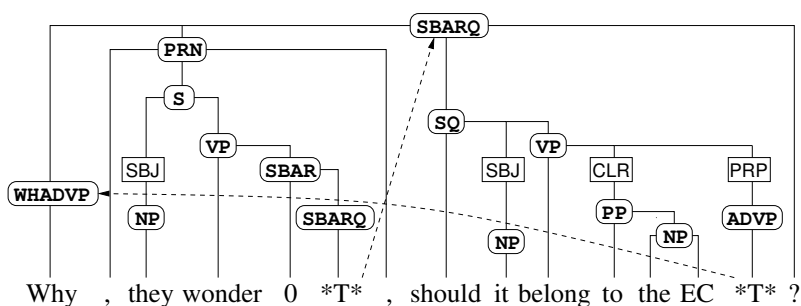 SBARQ
PRN
S
SQ
VP VP
SBJ SBAR SBJ CLR PRP
WHADVP NP SBARQ PP ADVP
NP NP
Why , they wonder 0 *T* , should it belong to the EC *T* ?